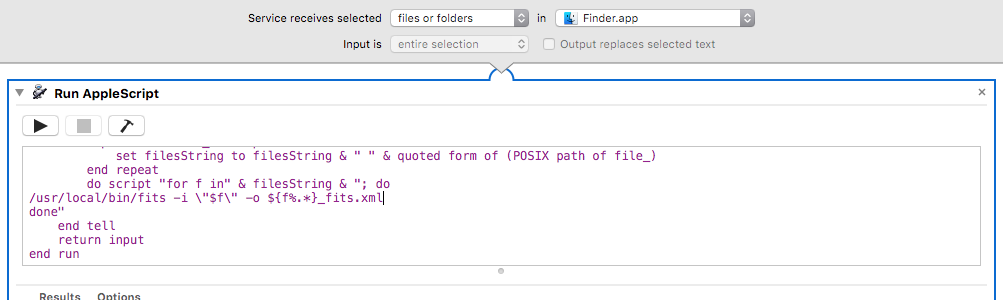 Service receives selected files or folders in Finder.app
Input is entire selection Output replaces selected text
Run AppleScript
set filesString to filesString & " " & quoted form of (POSIX path of file_)
end repeat
do script "for f in" & filesString & "; do
/usr/local/bin/fits -i \"$f\" -o ${f%.*}_fits.xml
done"
end tell
return input
end run
Results Options